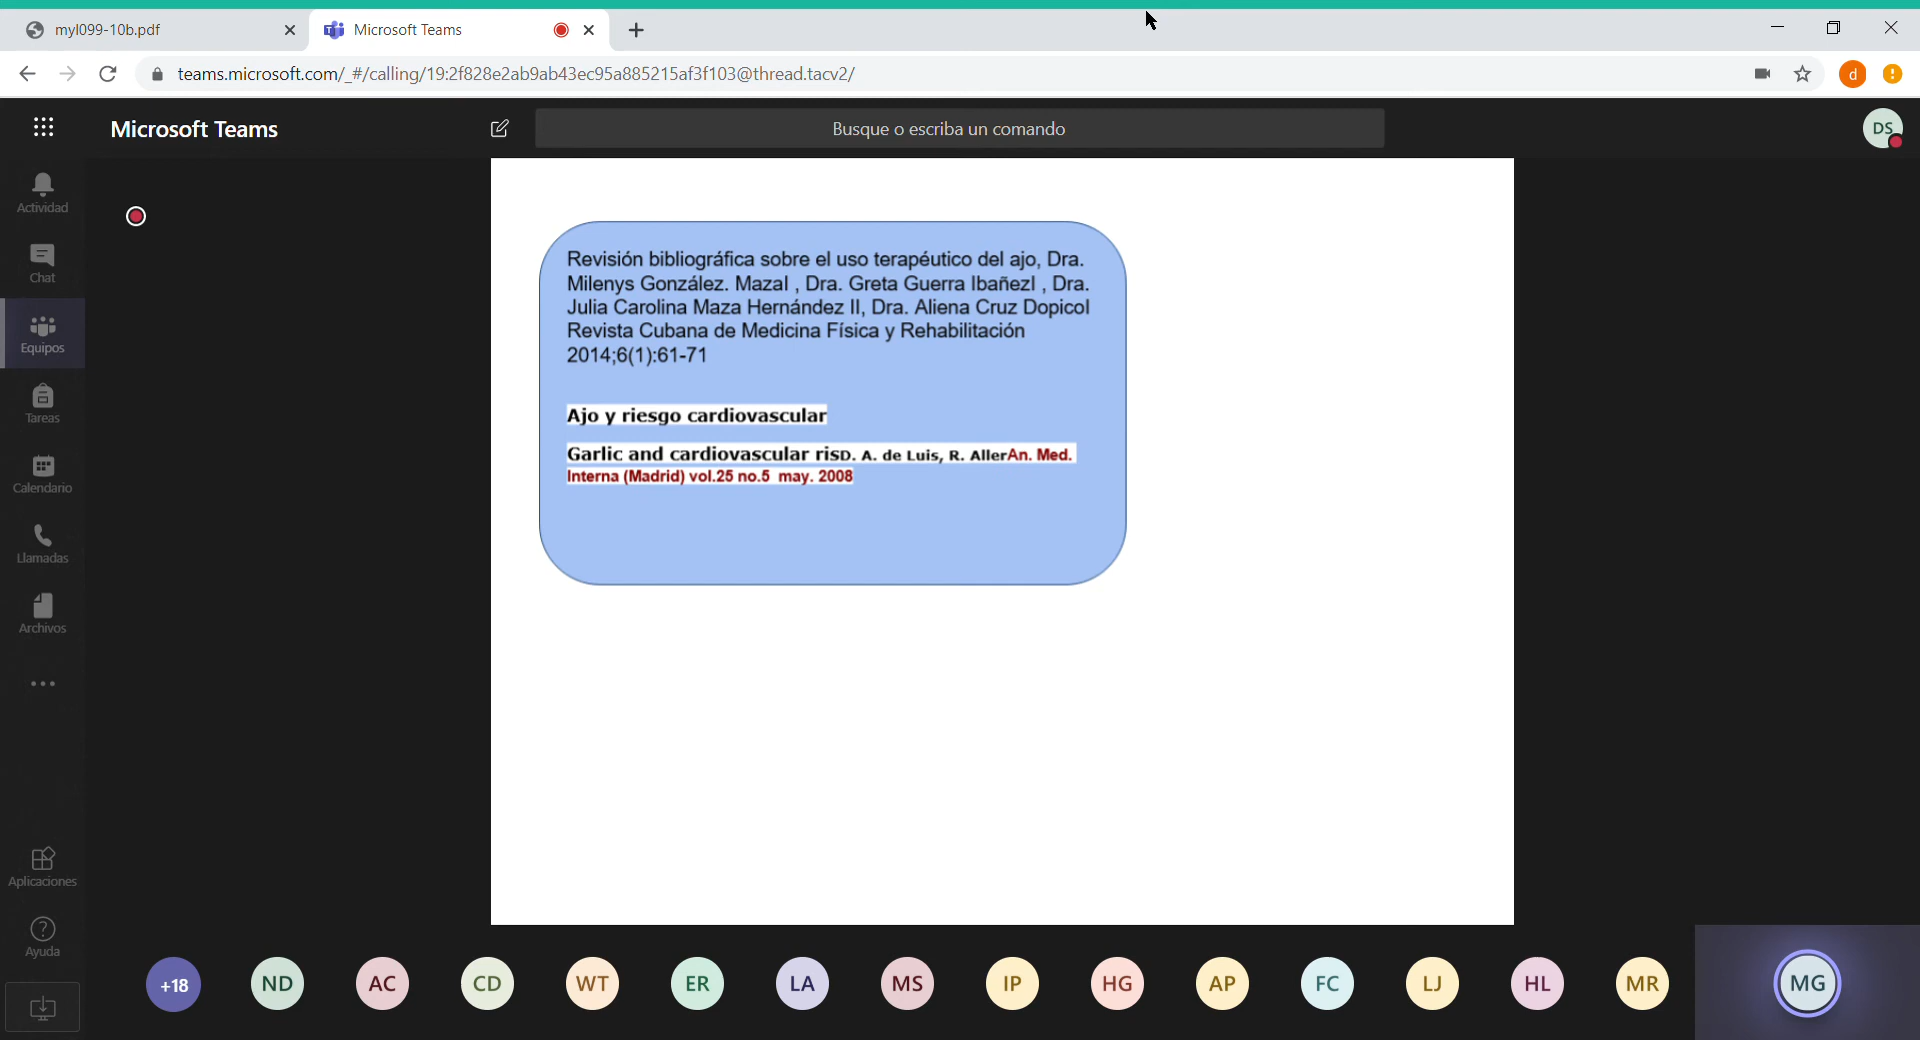 myl099-10b.pdf
Microsoft Teams
teams.microsoft.com/_#/calling/19:2f828e2ab9ab43ec95a885215af3f103@thread.tacv2/
d
Microsoft Teams
Busque o escriba un comando
DS
Actividad
Chat
Equipos
Tareas
Calendario
Llamadas
Archivos
Aplicaciones
Ayuda
Revisión bibliográfica sobre el uso terapéutico del ajo, Dra.
Milenys González. MazaI , Dra. Greta Guerra IbañezI , Dra.
Julia Carolina Maza Hernández II, Dra. Aliena Cruz DopicoI
Revista Cubana de Medicina Física y Rehabilitación
2014;6(1):61-71
Ajo y riesgo cardiovascular
Garlic and cardiovascular risD. A. de Luis, R. AllerAn. Med.
Interna (Madrid) vol.25 no.5 may. 2008
+18
ND
AC
CD
WT
ER
LA
MS
IP
HG
AP
FC
LJ
HL
MR
MG